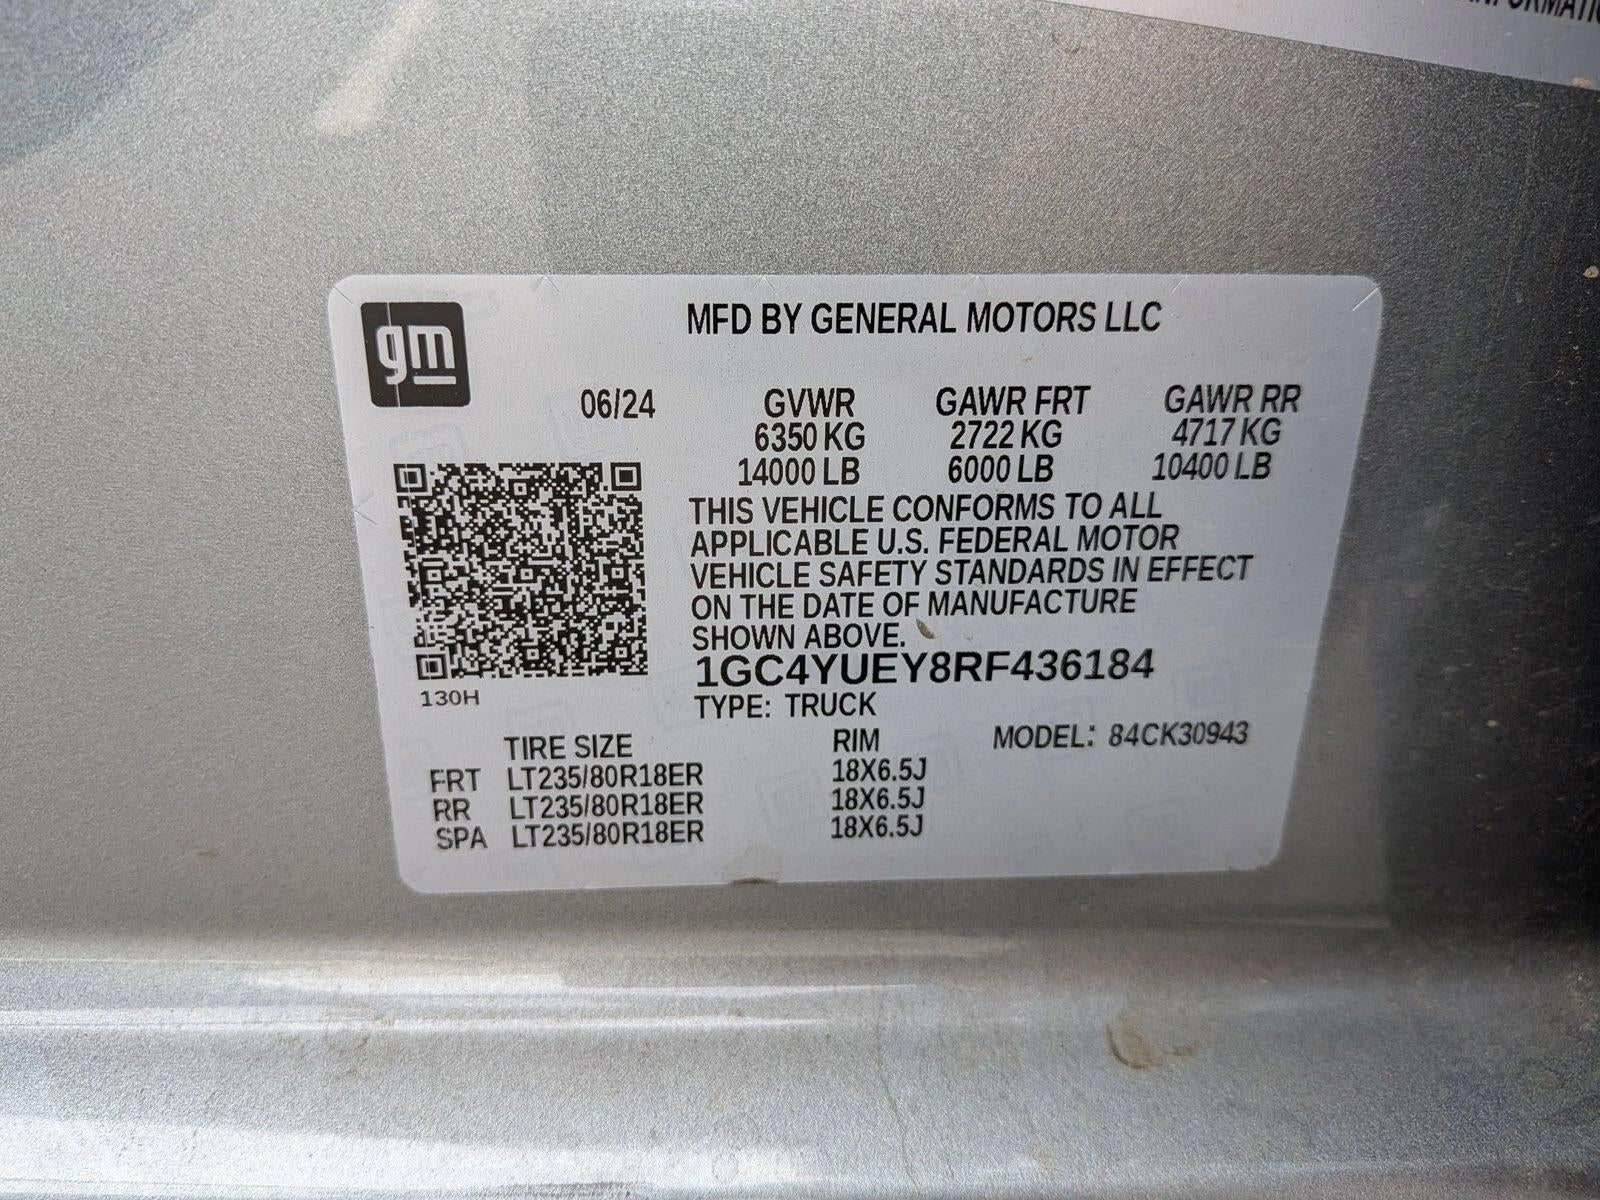 gm
MFD BY GENERAL MOTORS LLC
06/24 GVWR GAWR FRT GAWR RR
6350 KG 2722 KG 4717 KG
14000 LB 6000 LB 10400 LB
THIS VEHICLE CONFORMS TO ALL
APPLICABLE U.S. FEDERAL MOTOR
VEHICLE SAFETY STANDARDS IN EFFECT
ON THE DATE OF MANUFACTURE
SHOWN ABOVE.
1GC4YUEY8RF436184
130H
TYPE: TRUCK
TIRE SIZE RIM MODEL: 84CK30943
FRT LT235/80R18ER 18X6.5J
RR LT235/80R18ER 18X6.5J
SPA LT235/80R18ER 18X6.5J